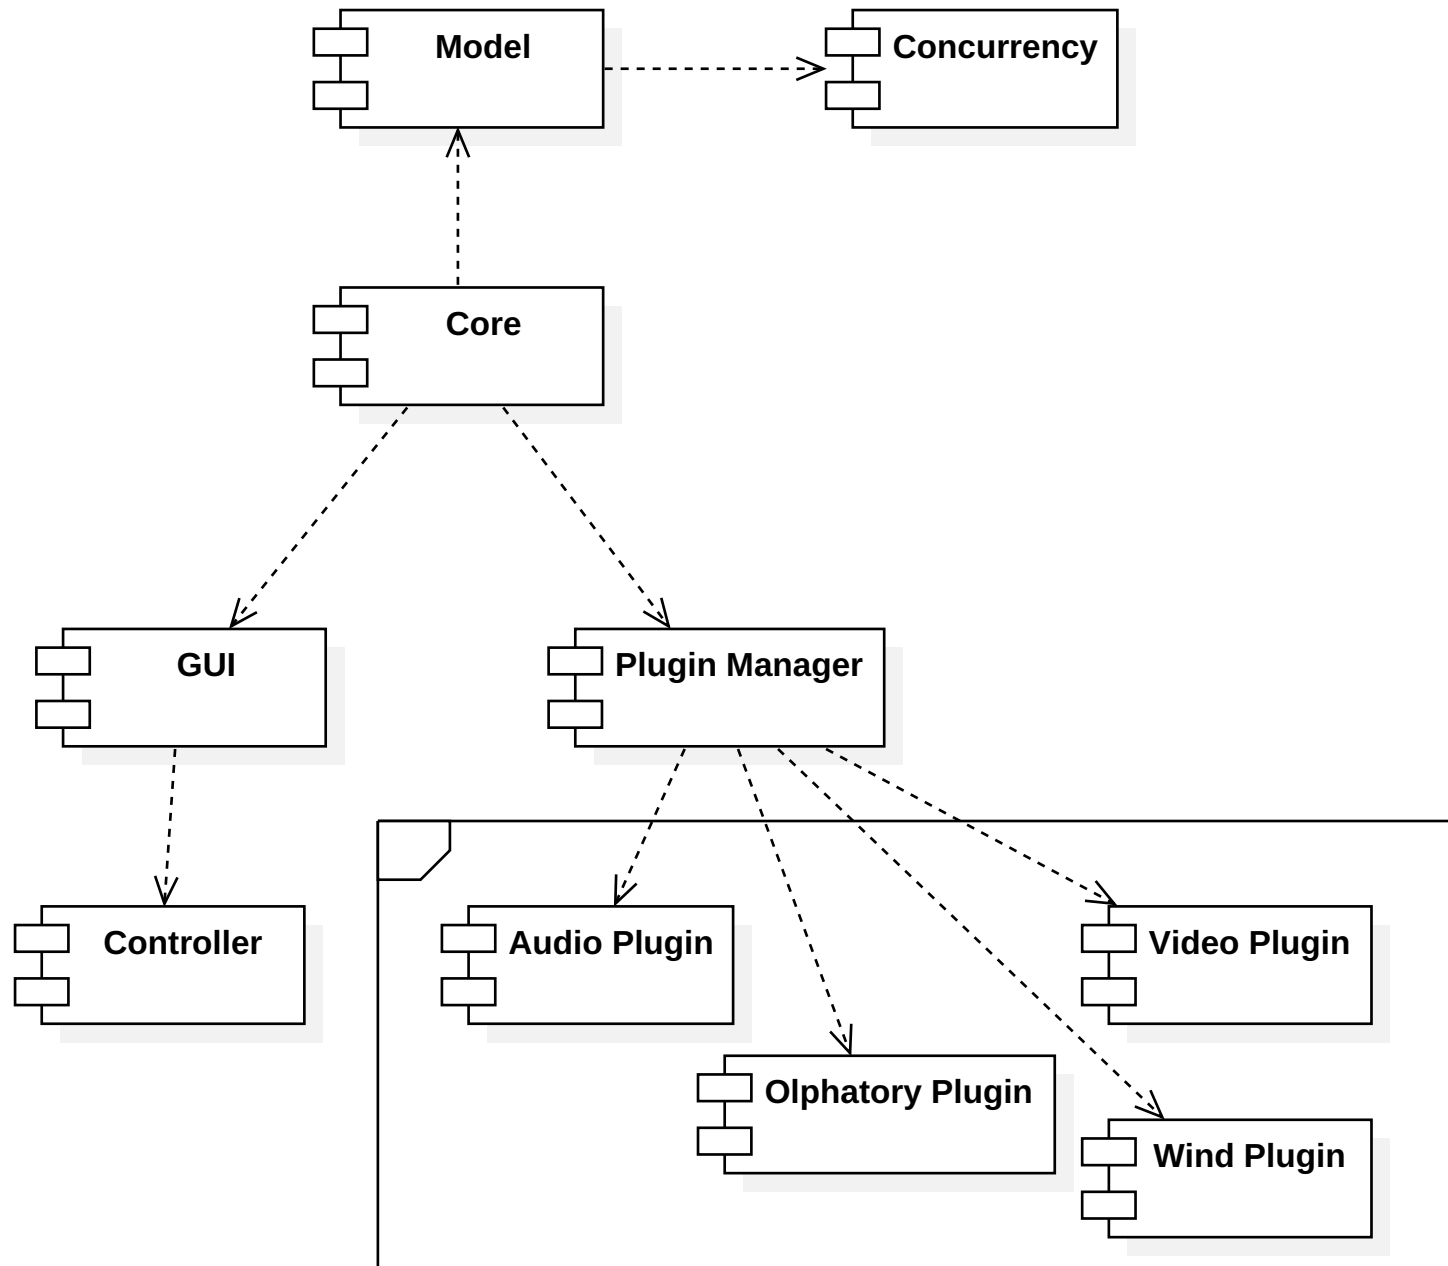 Model
Concurrency
Core
GUI
Plugin Manager
Controller
Audio Plugin
Video Plugin
Olphatory Plugin
Wind Plugin